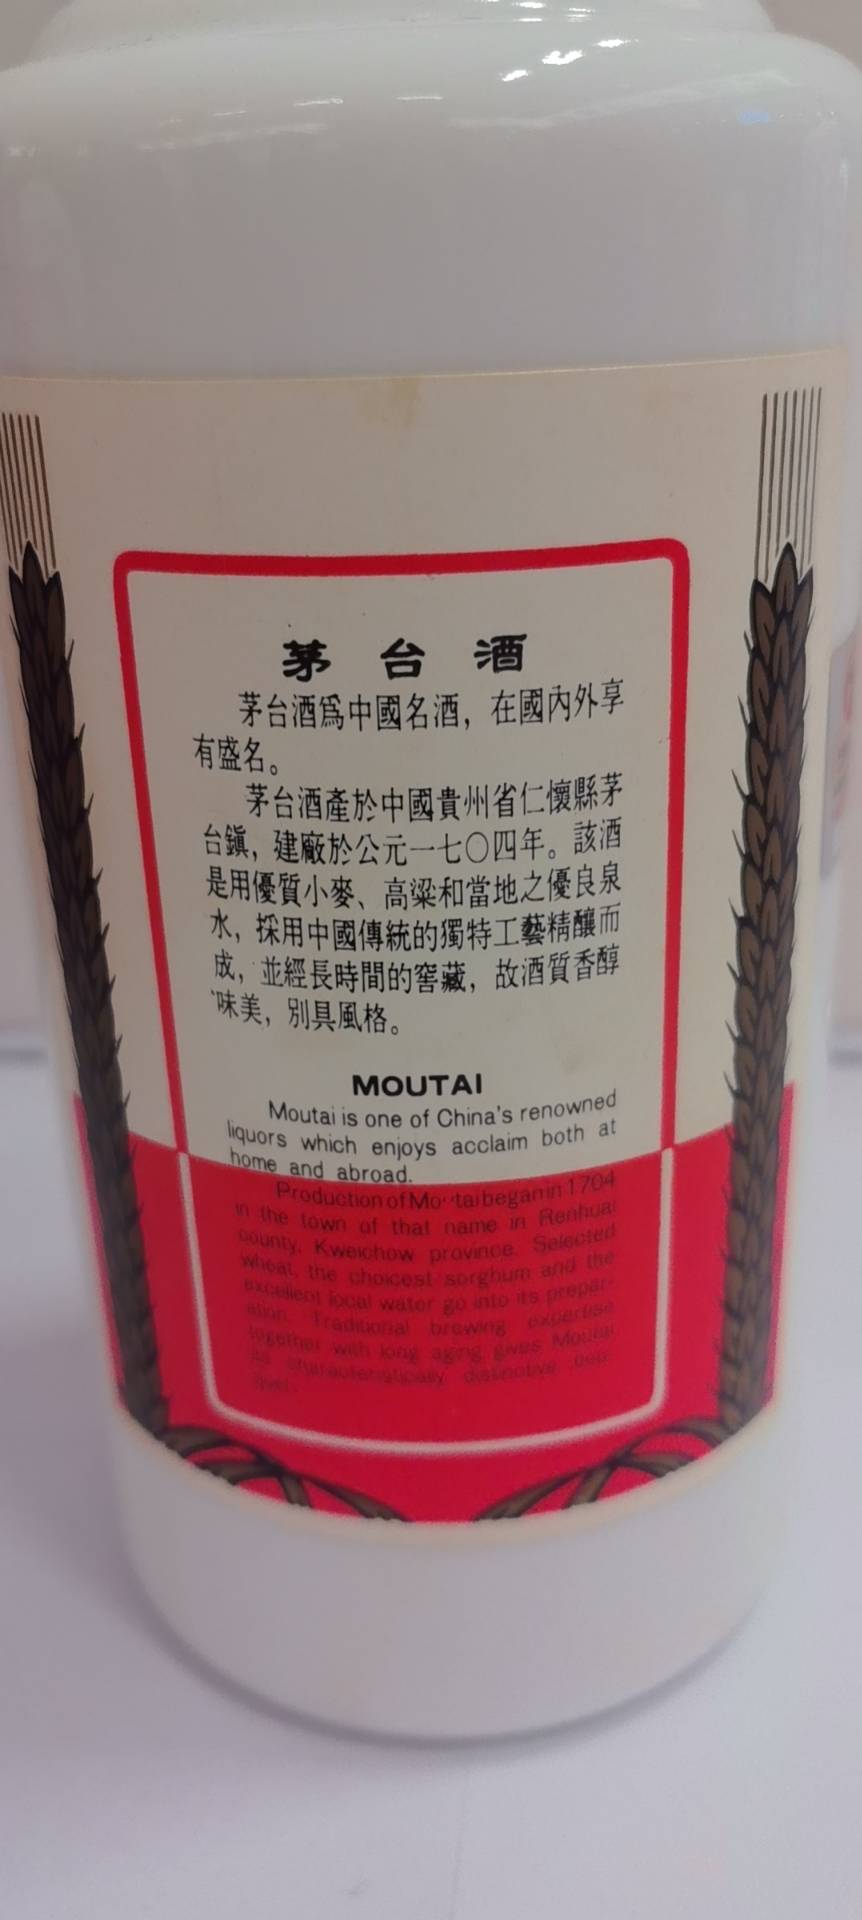 茅台酒
茅台酒爲中國名酒，在國內外享
有盛名。
茅台酒產於中國貴州省仁懷縣茅
台鎮，建廠於公元一七〇四年。該酒
是用優質小麥、高粱和當地之優良泉
水，採用中國傳統的獨特工藝精釀而
成，並經長時間的窖藏，故酒質香醇
味美，別具風格。
MOUTAI
Moutai is one of China's renowned
liquors which enjoys acclaim both at
home and abroad.
Production of Moutai began in 1704
in the town of that name in Renhuai
county, Kweichow province. Selected
wheat, the choicest sorghum and the
excellent local water go into its prepar-
ation. Traditional brewing expertise
together with long aging gives Moutai
its characteristically distinctive